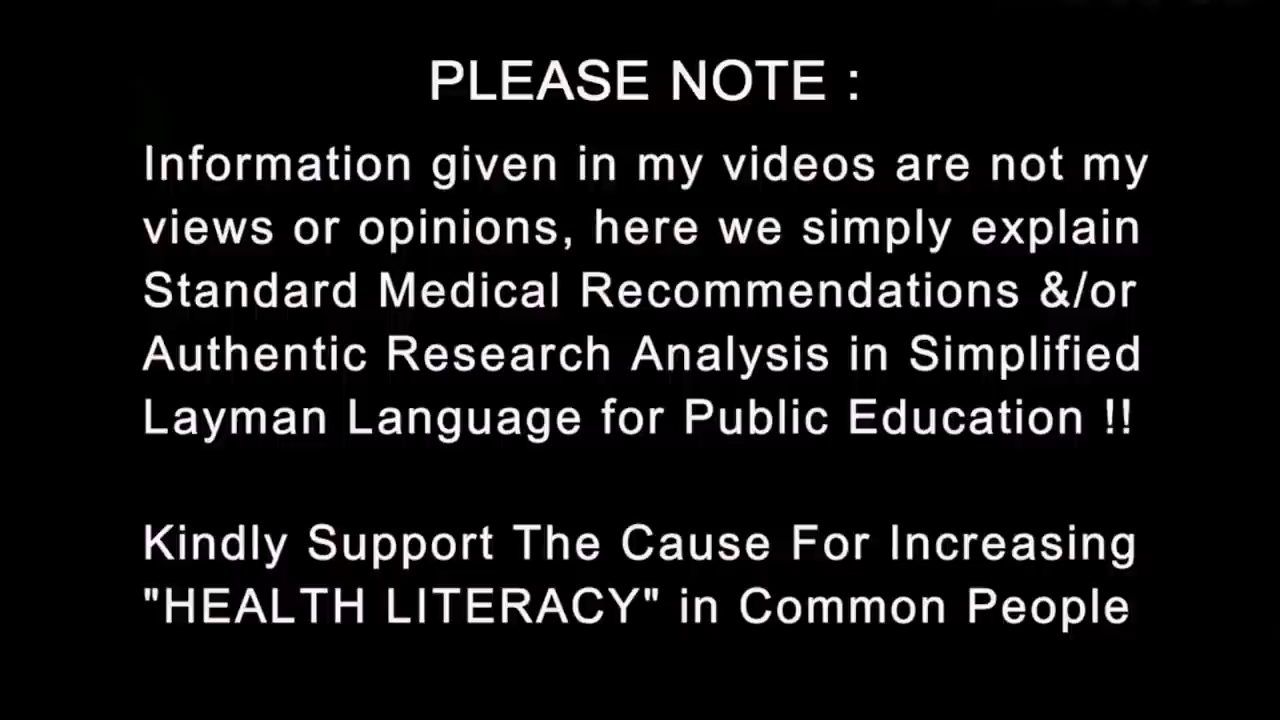 PLEASE NOTE :
Information given in my videos are not my
views or opinions, here we simply explain
Standard Medical Recommendations &/or
Authentic Research Analysis in Simplified
Layman Language for Public Education !!
Kindly Support The Cause For Increasing
"HEALTH LITERACY" in Common People